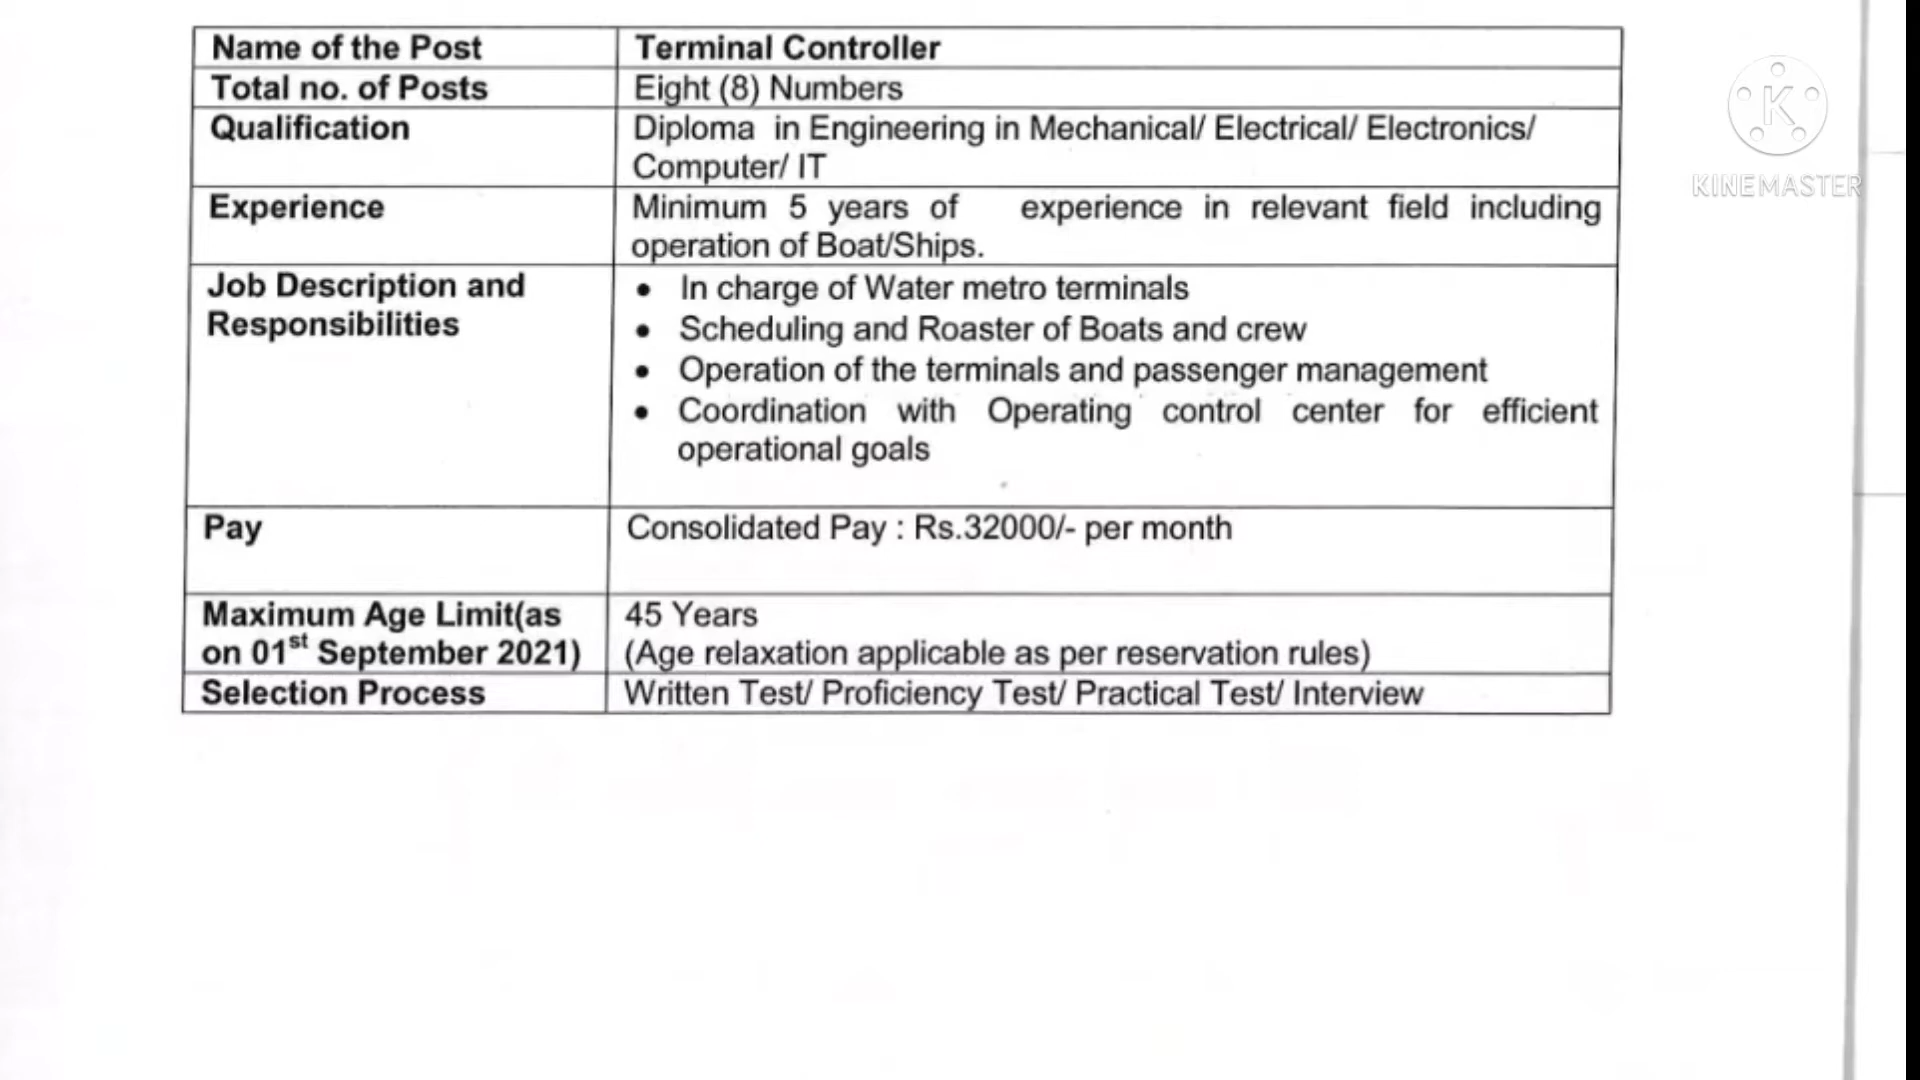 Name of the Post Terminal Controller
Total no. of Posts Eight (8) Numbers
Qualification Diploma in Engineering in Mechanical/ Electrical/ Electronics/
Computer/ IT
Experience Minimum 5 years of experience in relevant field including
operation of Boat/Ships.
Job Description and
Responsibilities
• In charge of Water metro terminals
• Scheduling and Roaster of Boats and crew
• Operation of the terminals and passenger management
• Coordination with Operating control center for efficient
operational goals
Pay Consolidated Pay : Rs.32000/- per month
Maximum Age Limit(as
on 01st September 2021)
45 Years
(Age relaxation applicable as per reservation rules)
Selection Process Written Test/ Proficiency Test/ Practical Test/ Interview
K
KINEMASTER